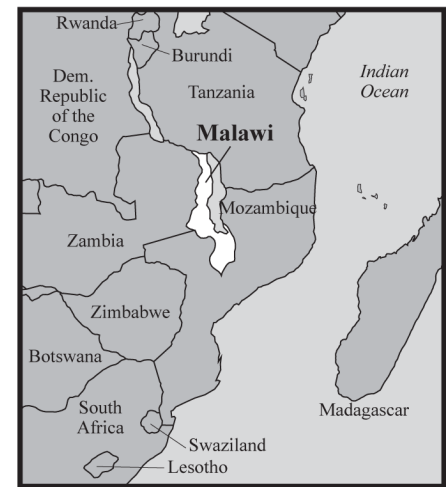 Rwanda
Burundi
Dem.
Republic
of the
Congo
Tanzania
Indian
Ocean
Malawi
Mozambique
Zambia
Zimbabwe
Botswana
South
Africa
Madagascar
Swaziland
Lesotho